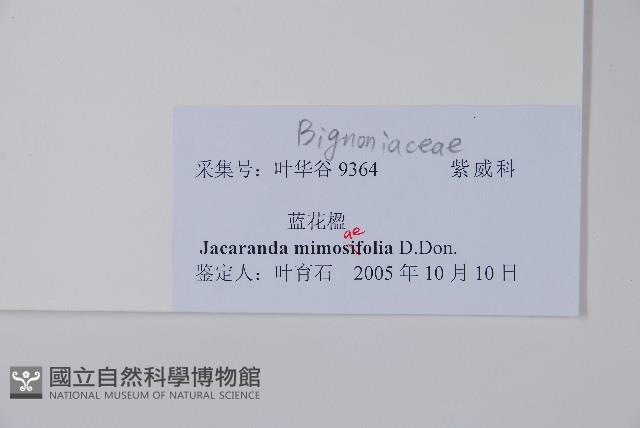 Bignoniaceae
采集号：叶华谷 9364 紫威科
蓝花楹
ae
Jacaranda mimosifolia D.Don.
鉴定人：叶育石 2005 年 10 月 10 日
國立自然科學博物館
NATIONAL MUSEUM OF NATURAL SCIENCE